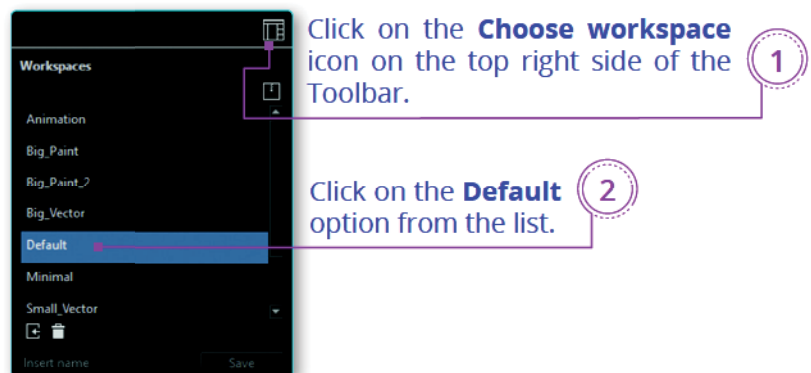 Click on the Choose workspace
icon on the top right side of the
Toolbar.
1
Workspaces
Animation
Big_Paint
Big_Paint_2
Big_Vector
Default
Minimal
Small_Vector
Insert name
Save
Click on the Default
option from the list.
2